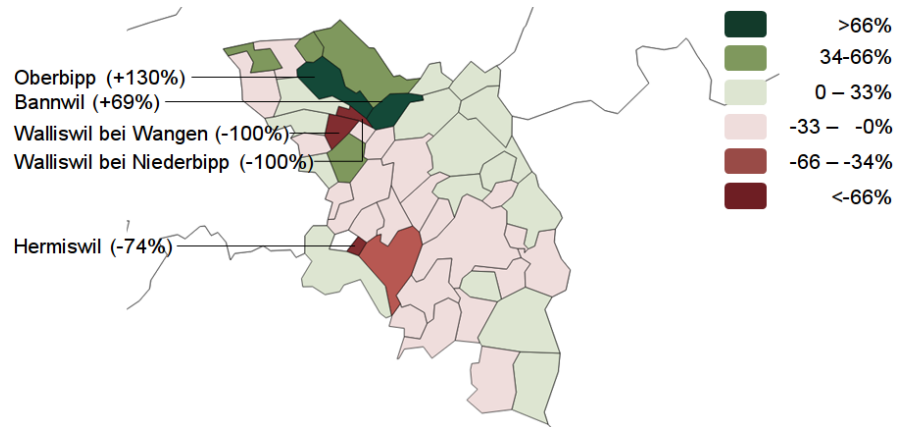 >66%
34-66%
0 – 33%
-33 – -0%
-66 – -34%
<-66%
Oberbipp (+130%)
Bannwil (+69%)
Walliswil bei Wangen (-100%)
Walliswil bei Niederbipp (-100%)
Hermiswil (-74%)